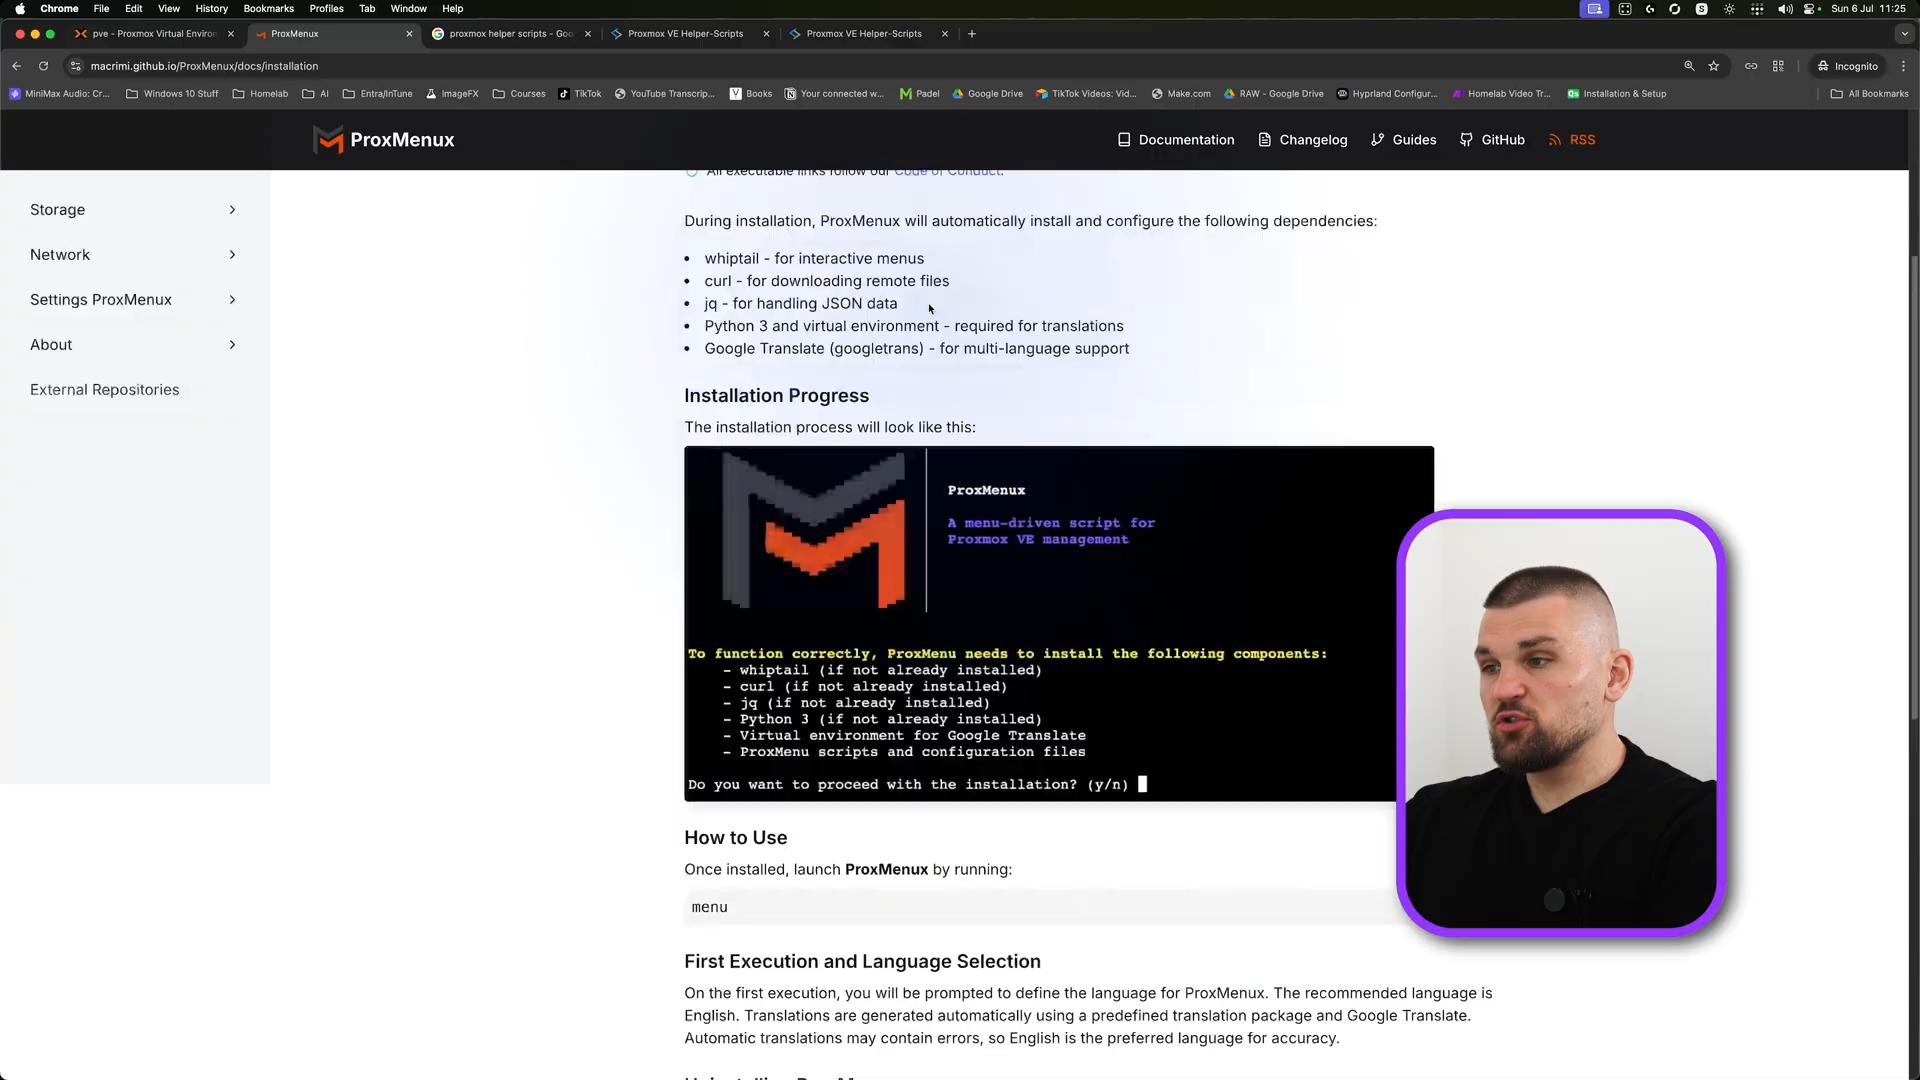 Chrome File Edit View History Bookmarks Profiles Tab Window Help Sun 6 Jul 11:25
pve - Proxmox Virtual Environ ProxMenux proxmox helper scripts - Goo Proxmox VE Helper-Scripts Proxmox VE Helper-Scripts
macrimi.github.io/ProxMenux/docs/installation Incognito
MiniMax Audio: Cr... Windows 10 Stuff Homelab AI Entra/InTune ImageFX Courses TikTok YouTube Transcrip... Books Your connected w... Padel Google Drive TikTok Videos: Vid... Make.com RAW - Google Drive Hyprland Configur... Homelab Video Tr... Installation & Setup All Bookmarks
ProxMenux Documentation Changelog Guides GitHub RSS
Storage
Network
Settings ProxMenux
About
External Repositories
All executable links follow our Code of Conduct.
During installation, ProxMenux will automatically install and configure the following dependencies:
• whiptail - for interactive menus
• curl - for downloading remote files
• jq - for handling JSON data
• Python 3 and virtual environment - required for translations
• Google Translate (googletrans) - for multi-language support
Installation Progress
The installation process will look like this:
ProxMenux
A menu-driven script for
Proxmox VE management
To function correctly, ProxMenu needs to install the following components:
- whiptail (if not already installed)
- curl (if not already installed)
- jq (if not already installed)
- Python 3 (if not already installed)
- Virtual environment for Google Translate
- ProxMenu scripts and configuration files
Do you want to proceed with the installation? (y/n)
How to Use
Once installed, launch ProxMenux by running:
menu
First Execution and Language Selection
On the first execution, you will be prompted to define the language for ProxMenux. The recommended language is
English. Translations are generated automatically using a predefined translation package and Google Translate.
Automatic translations may contain errors, so English is the preferred language for accuracy.